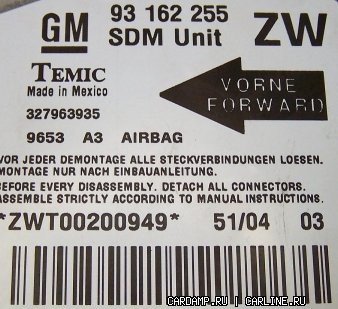 GM 93 162 255 ZW
SDM Unit
TEMIC
Made in Mexico
327963935
VORNE
FORWARD
9653 A3 AIRBAG
VOR JEDER DEMONTAGE ALLE STECKVERBINDUNGEN LOESEN.
MONTAGE NUR NACH EINBAUANLEITUNG.
BEFORE EVERY DISASSEMBLY. DETACH ALL CONNECTORS.
ASSEMBLE STRICTLY ACCORDING TO MANUAL INSTRUCTIONS.
*ZWT00200949* 51/04 03
CARDAMP.RU | CARLINE.RU